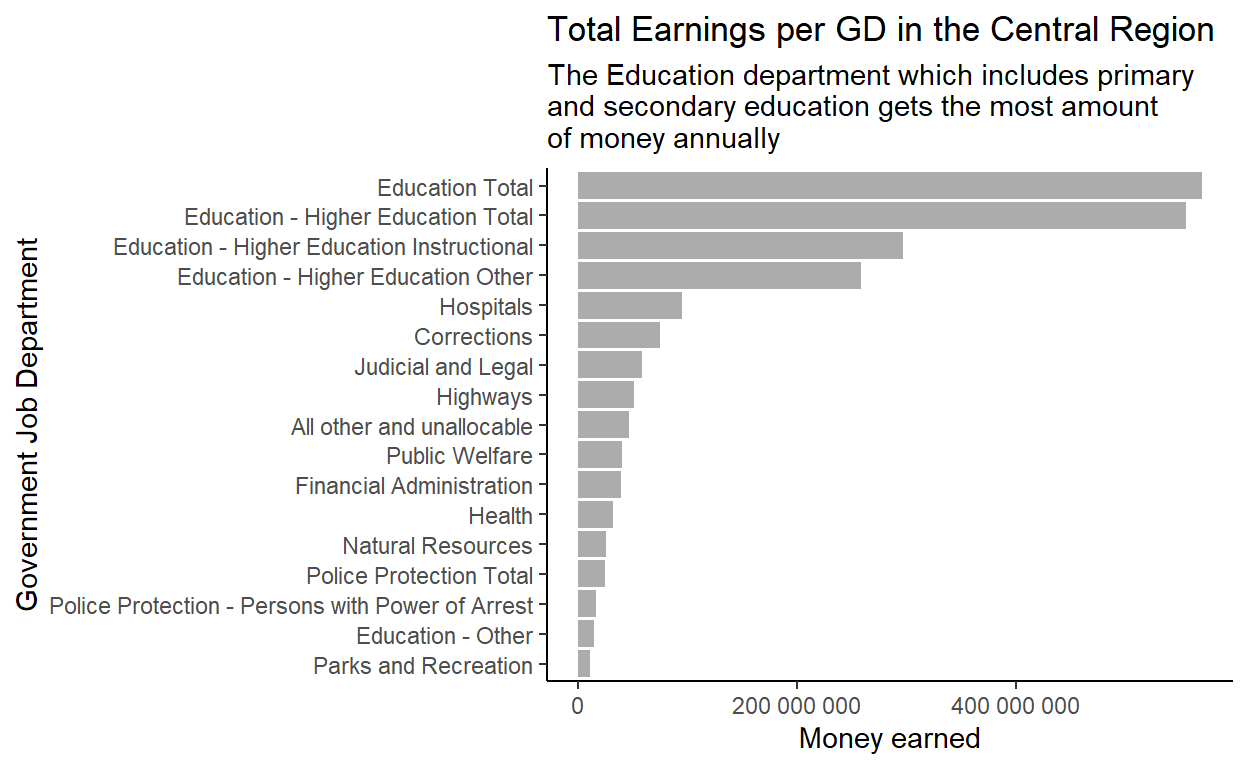 Total Earnings per GD in the Central Region
The Education department which includes primary
and secondary education gets the most amount
of money annually
Government Job Department
Education Total
Education - Higher Education Total
Education - Higher Education Instructional
Education - Higher Education Other
Hospitals
Corrections
Judicial and Legal
Highways
All other and unallocable
Public Welfare
Financial Administration
Health
Natural Resources
Police Protection Total
Police Protection - Persons with Power of Arrest
Education - Other
Parks and Recreation
0 200 000 000 400 000 000
Money earned